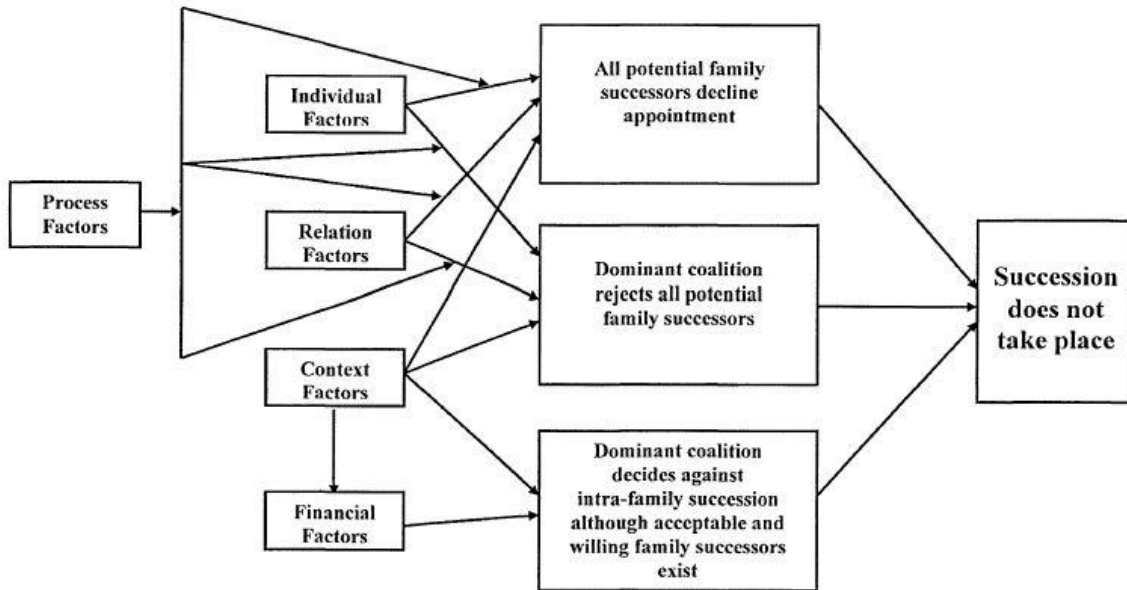 All potential family
successors decline
appointment
Individual
Factors
Process
Factors
Relation
Factors
Dominant coalition
rejects all potential
family successors
Succession
does not
take place
Context
Factors
Dominant coalition
decides against
intra-family succession
although acceptable and
willing family successors
exist
Financial
Factors